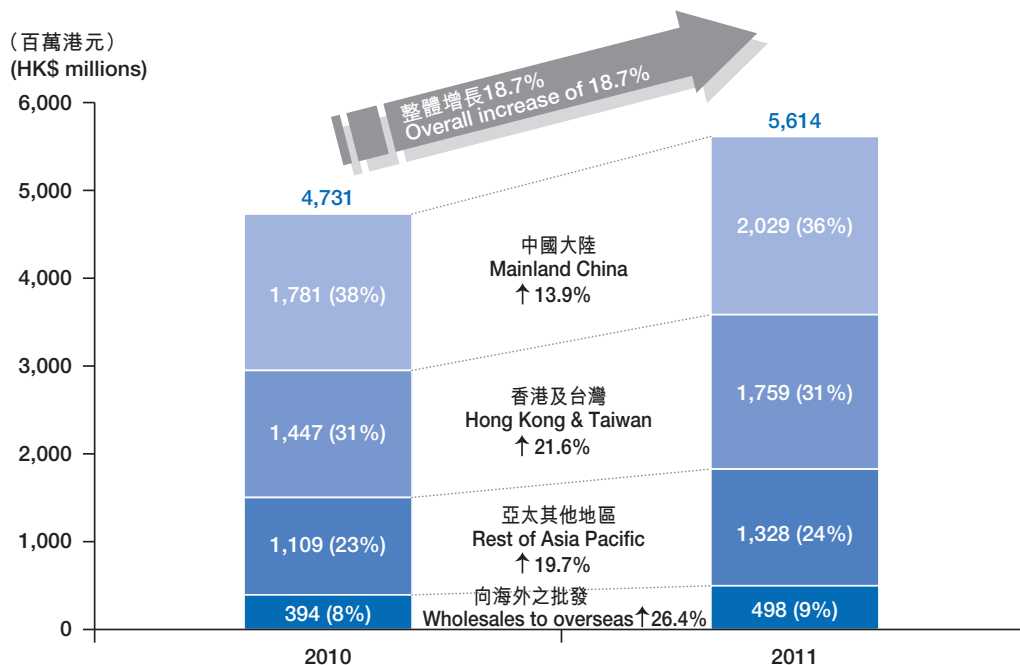 （百萬港元）
(HK$ millions)
整體增長18.7%
Overall increase of 18.7%
6,000
5,000
4,000
3,000
2,000
1,000
0
4,731
1,781 (38%)
1,447 (31%)
1,109 (23%)
394 (8%)
中國大陸
Mainland China
↑ 13.9%
香港及台灣
Hong Kong & Taiwan
↑ 21.6%
亞太其他地區
Rest of Asia Pacific
↑ 19.7%
向海外之批發
Wholesales to overseas ↑ 26.4%
5,614
2,029 (36%)
1,759 (31%)
1,328 (24%)
498 (9%)
2010
2011